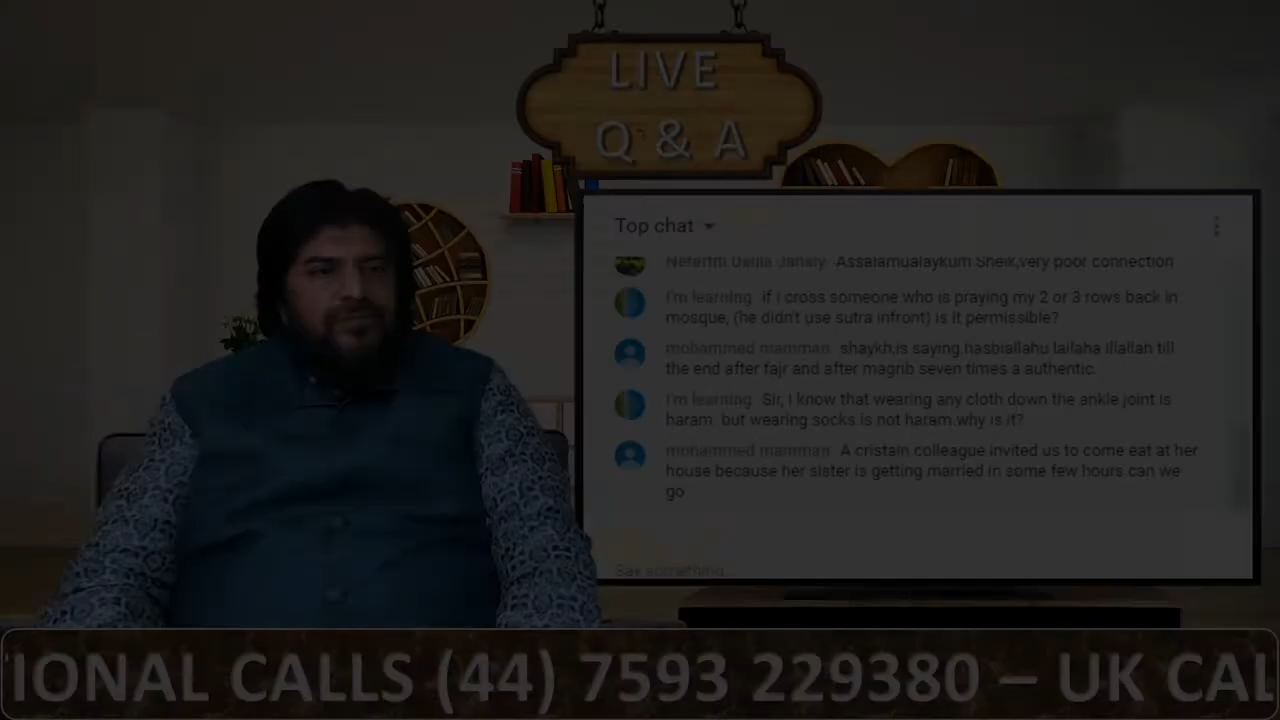 LIVE
Q & A
Top chat
Assalamualaykum Sheik,very poor connection
I'm learning if I cross someone who is praying my 2 or 3 rows back in
mosque, (he didn't use sutra infront) is it permissible?
mohammed mamman shaykh,is saying hasbiallahu lailaha illallah till
the end after fajr and after magrib seven times a authentic.
I'm learning Sir, I know that wearing any cloth down the ankle joint is
haram. but wearing socks is not haram.why is it?
mohammed mamman A cristain colleague invited us to come eat at her
house because her sister is getting married in some few hours can we
go
Say something...
IONAL CALLS (44) 7593 229380 – UK CAL